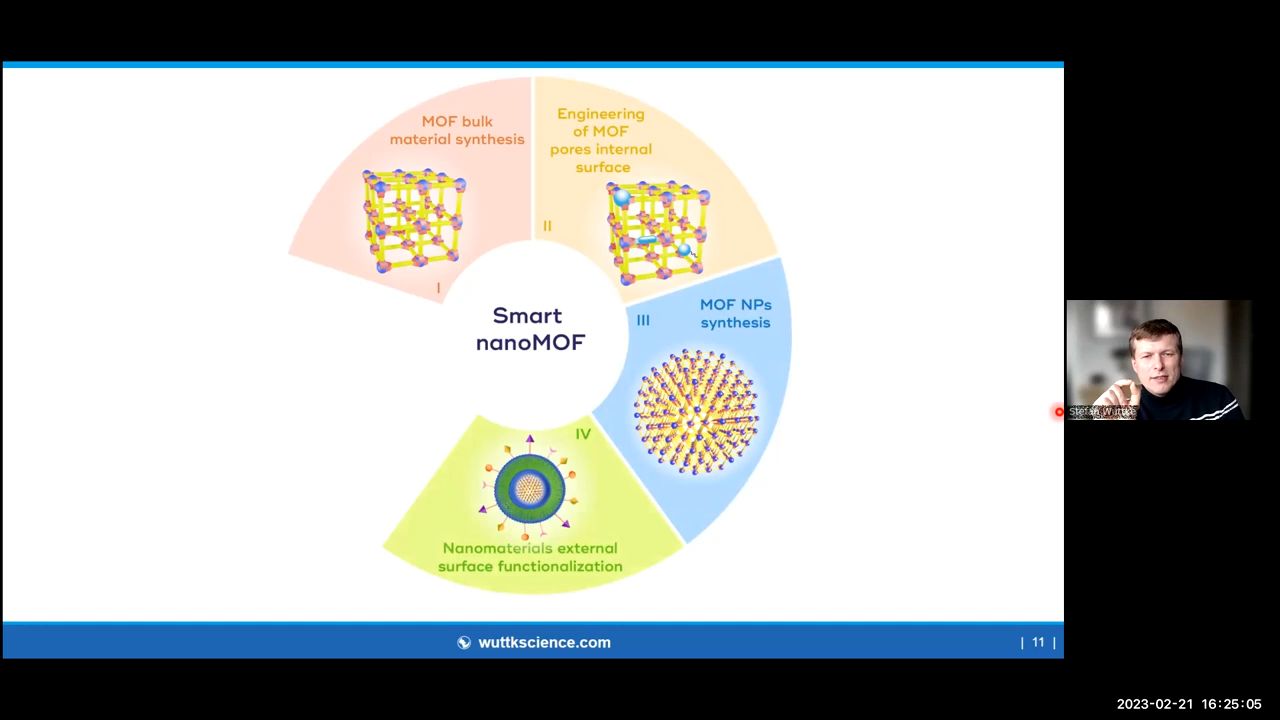 MOF bulk
material synthesis
I
Engineering
of MOF
pores internal
surface
II
Smart
nanoMOF
III
MOF NPs
synthesis
IV
Nanomaterials external
surface functionalization
Stefan Wuttke
wuttkscience.com
| 11 |
2023-02-21 16:25:05